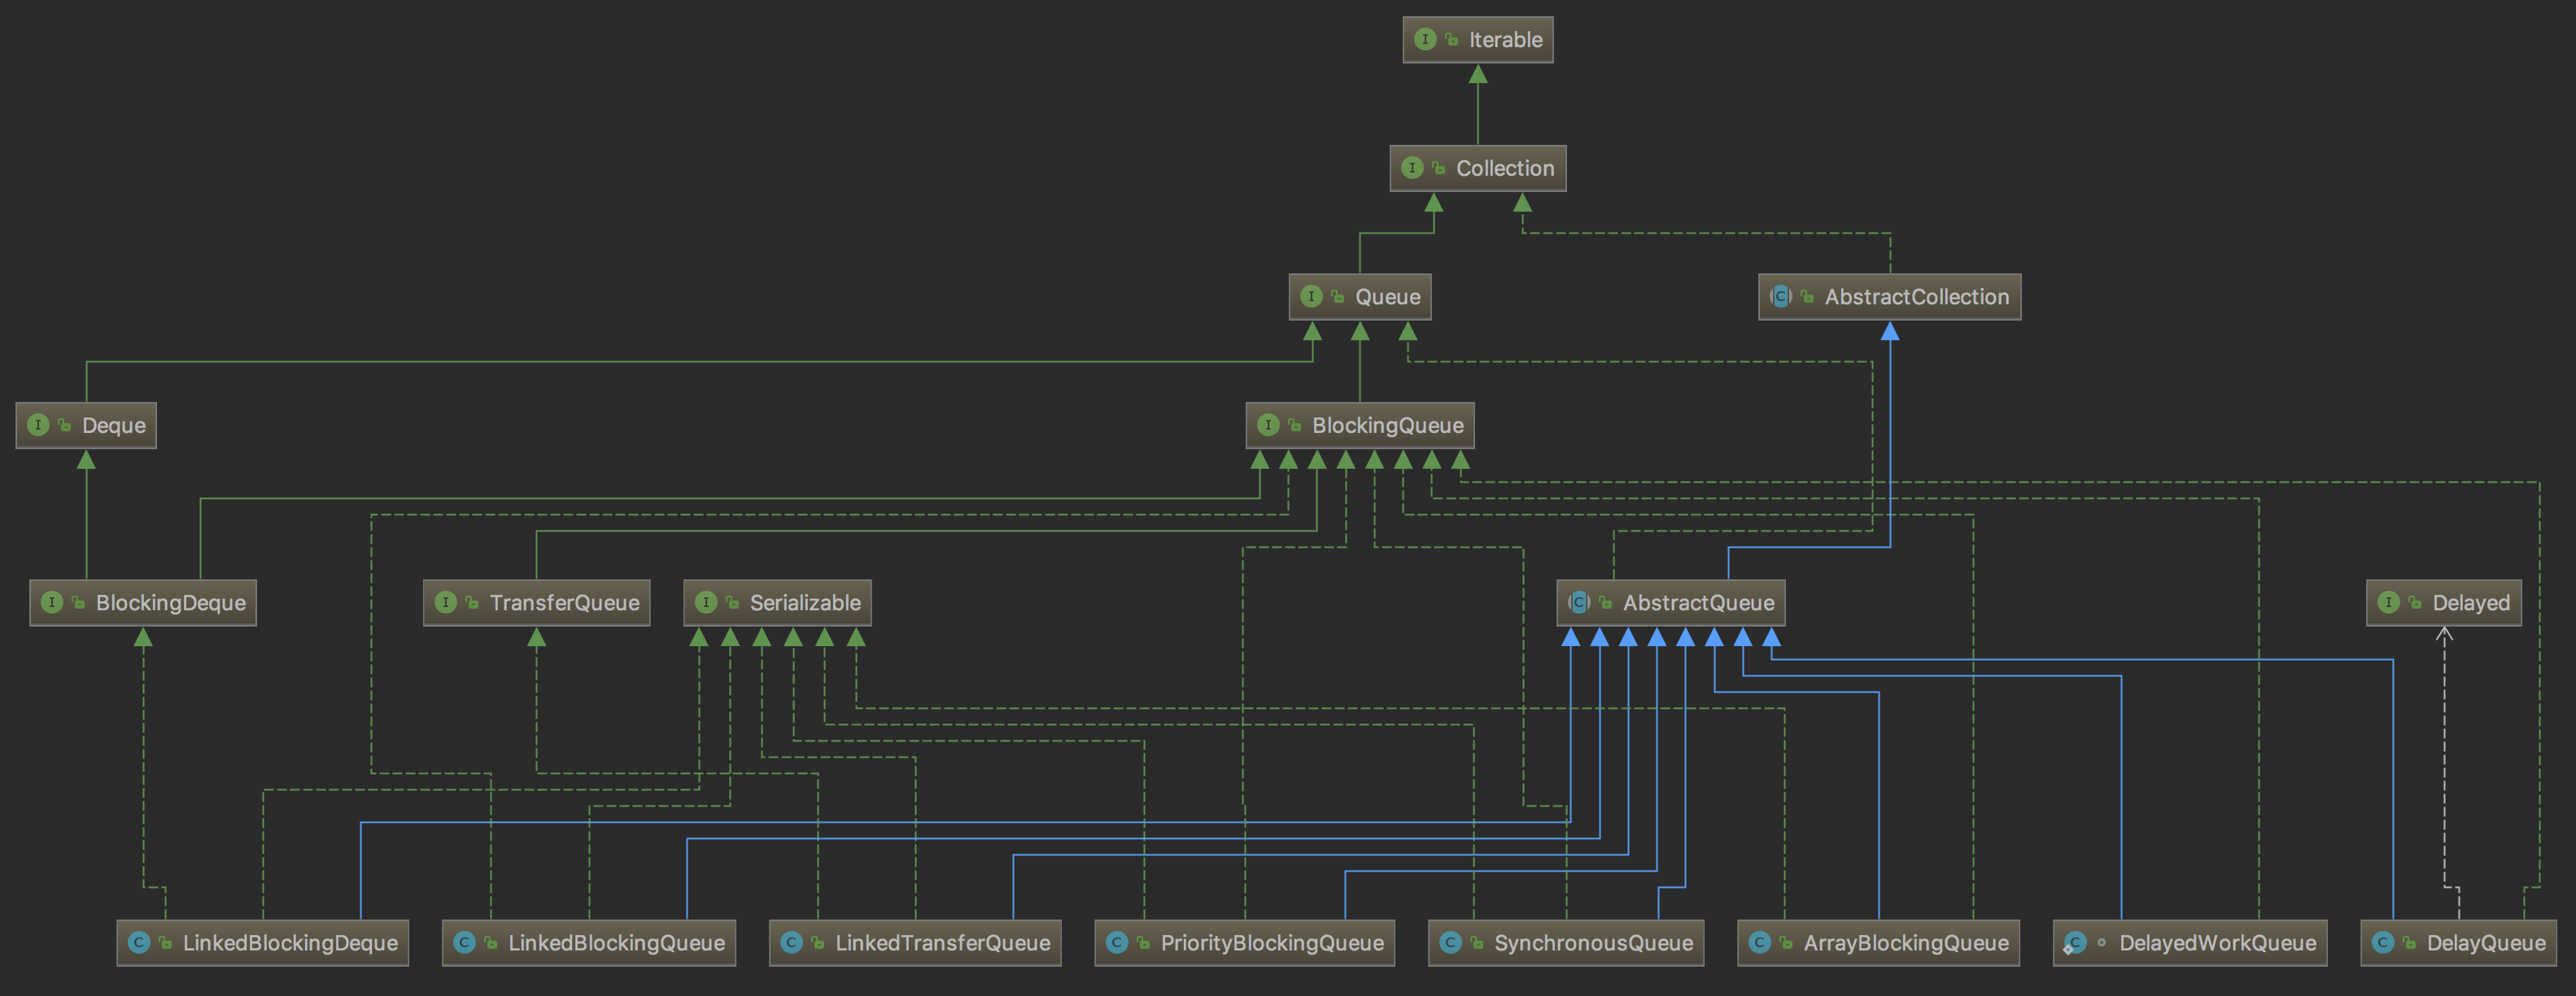 Iterable
Collection
Queue
AbstractCollection
Deque
BlockingQueue
BlockingDeque
TransferQueue
Serializable
AbstractQueue
Delayed
LinkedBlockingDeque
LinkedBlockingQueue
LinkedTransferQueue
PriorityBlockingQueue
SynchronousQueue
ArrayBlockingQueue
DelayedWorkQueue
DelayQueue